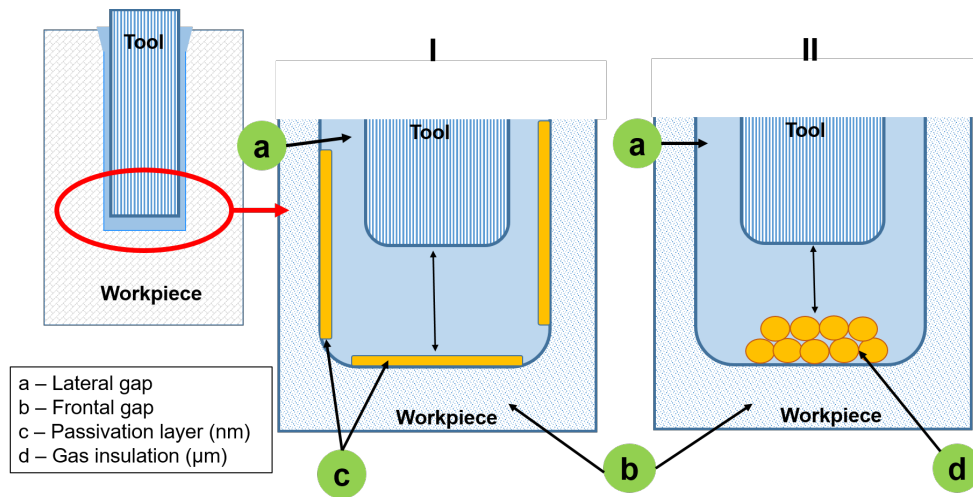 Tool
Workpiece
I
a
Tool
Workpiece
c
II
a
Tool
Workpiece
b
d
a – Lateral gap
b – Frontal gap
c – Passivation layer (nm)
d – Gas insulation (µm)